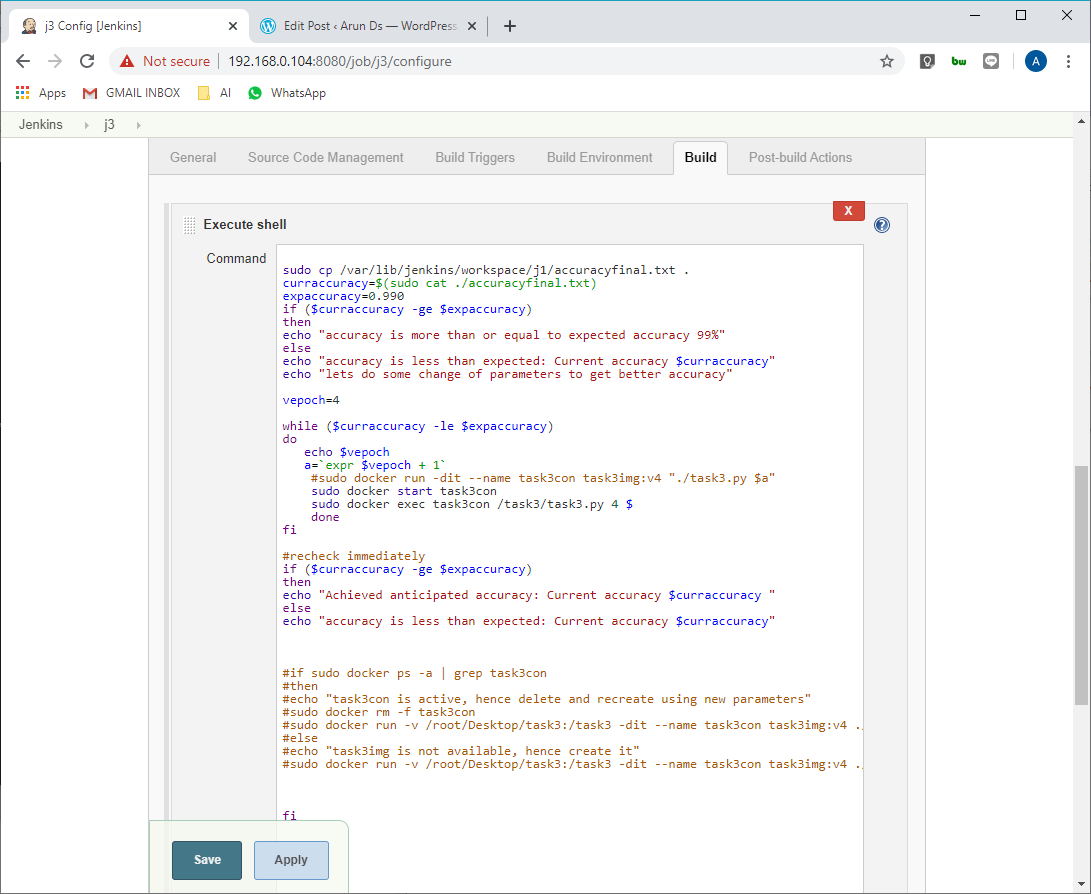 j3 Config [Jenkins]
Edit Post ‹ Arun Ds — WordPress
Not secure
192.168.0.104:8080/job/j3/configure
bw
A
Apps
GMAIL INBOX
AI
WhatsApp
Jenkins
j3
General
Source Code Management
Build Triggers
Build Environment
Build
Post-build Actions
Execute shell
X
?
Command
sudo cp /var/lib/jenkins/workspace/j1/accuracyfinal.txt .
curraccuracy=$(sudo cat ./accuracyfinal.txt)
expaccuracy=0.990
if ($curraccuracy -ge $expaccuracy)
then
echo "accuracy is more than or equal to expected accuracy 99%"
else
echo "accuracy is less than expected: Current accuracy $curraccuracy"
echo "lets do some change of parameters to get better accuracy"
vepoch=4
while ($curraccuracy -le $expaccuracy)
do
echo $vepoch
a=`expr $vepoch + 1`
#sudo docker run -dit --name task3con task3img:v4 "./task3.py $a"
sudo docker start task3con
sudo docker exec task3con /task3/task3.py 4 $
done
fi
#recheck immediately
if ($curraccuracy -ge $expaccuracy)
then
echo "Achieved anticipated accuracy: Current accuracy $curraccuracy "
else
echo "accuracy is less than expected: Current accuracy $curraccuracy"
#if sudo docker ps -a | grep task3con
#then
#echo "task3con is active, hence delete and recreate using new parameters"
#sudo docker rm -f task3con
#sudo docker run -v /root/Desktop/task3:/task3 -dit --name task3con task3img:v4 ./
#else
#echo "task3img is not available, hence create it"
#sudo docker run -v /root/Desktop/task3:/task3 -dit --name task3con task3img:v4 ./
fi
Save
Apply